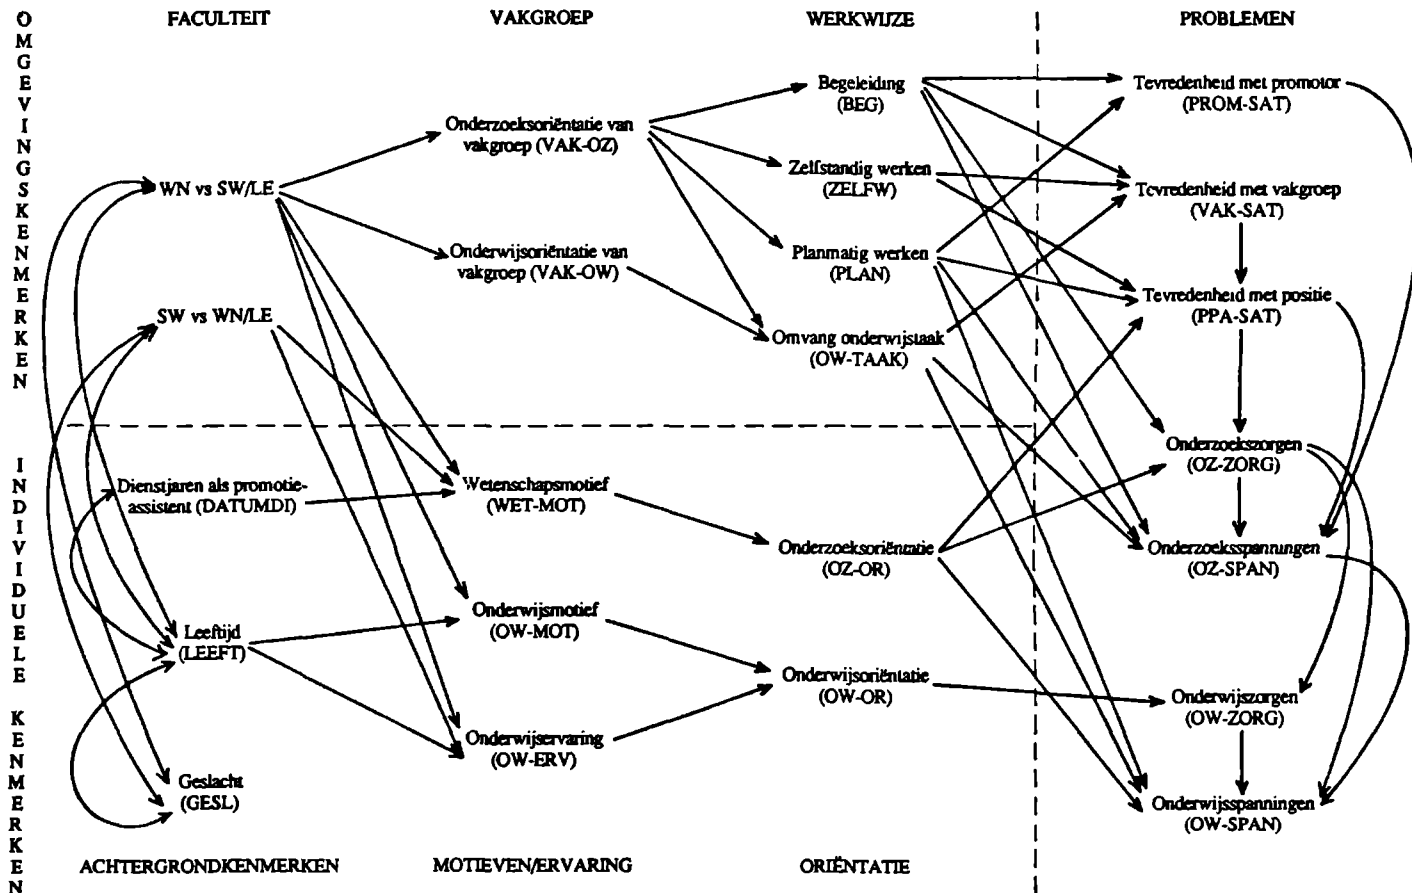 OMGEVINGSKENMERKEN
FACULTEIT
VAKGROEP
WERKWIJZE
PROBLEMEN
WN vs SW/LE
SW vs WN/LE
Onderzoeksoriëntatie van
vakgroep (VAK-OZ)
Onderwijsoriëntatie van
vakgroep (VAK-OW)
Begeleiding
(BEG)
Zelfstandig werken
(ZELFW)
Planmatig werken
(PLAN)
Omvang onderwijstaak
(OW-TAAK)
Tevredenheid met promotor
(PROM-SAT)
Tevredenheid met vakgroep
(VAK-SAT)
Tevredenheid met positie
(PPA-SAT)
Onderzoekszorgen
(OZ-ZORG)
Onderzoeksspanningen
(OZ-SPAN)
Onderwijszorgen
(OW-ZORG)
Onderwijsspanningen
(OW-SPAN)
INDIVIDUELE KENMERKEN
Dienstjaren als promotie-
assistent (DATUMDI)
Leeftijd
(LEEFT)
Geslacht
(GESL)
Wetenschapsmotief
(WET-MOT)
Onderwijsmotief
(OW-MOT)
Onderwijservaring
(OW-ERV)
Onderzoeksoriëntatie
(OZ-OR)
Onderwijsoriëntatie
(OW-OR)
ACHTERGRONDKENMERKEN
MOTIEVEN/ERVARING
ORIËNTATIE